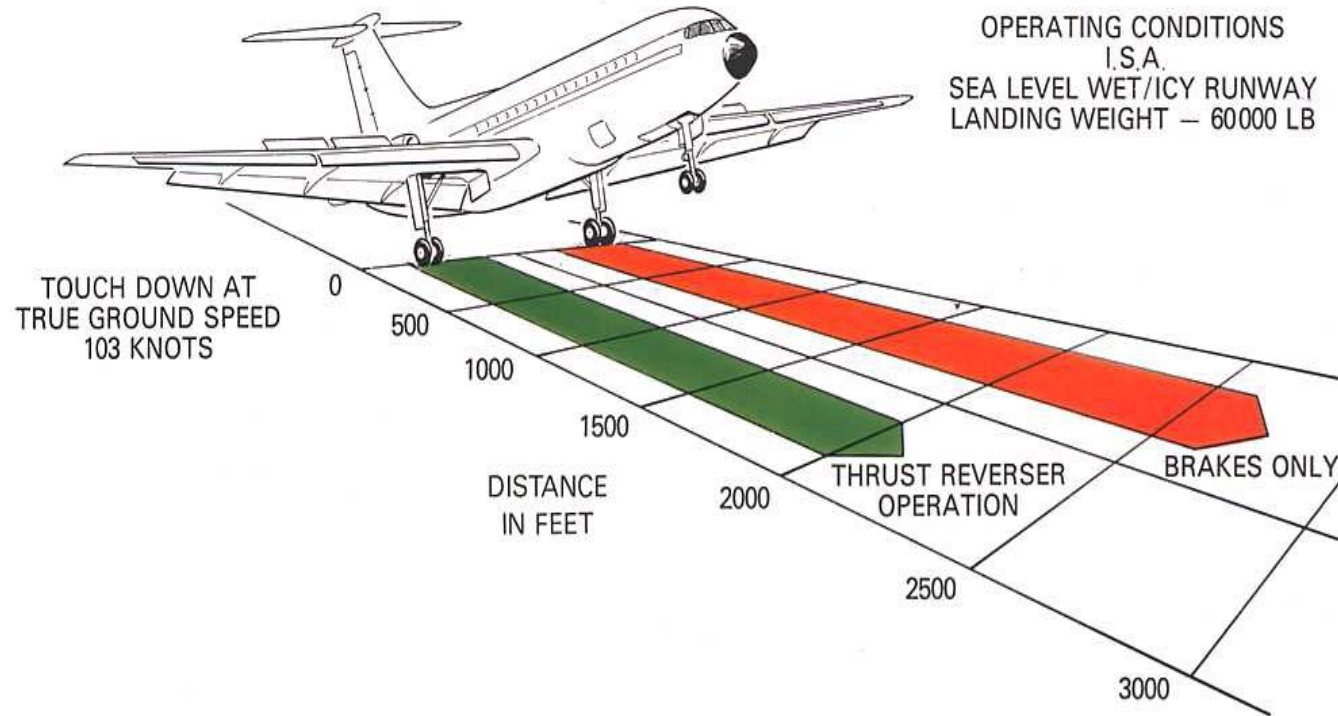 OPERATING CONDITIONS
I.S.A.
SEA LEVEL WET/ICY RUNWAY
LANDING WEIGHT – 60000 LB
TOUCH DOWN AT
TRUE GROUND SPEED
103 KNOTS
0
500
1000
1500
2000
2500
3000
DISTANCE
IN FEET
THRUST REVERSER
OPERATION
BRAKES ONLY